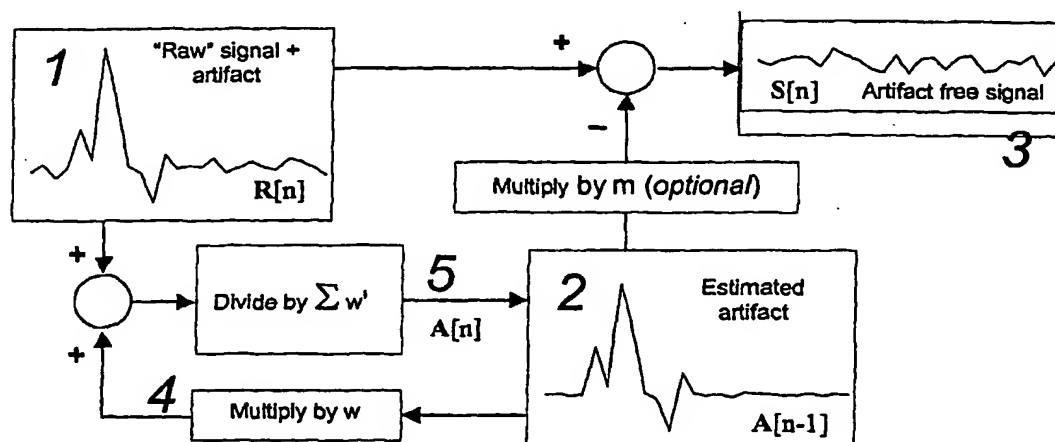 1
"Raw" signal +
artifact
R[n]
+
S[n] Artifact free signal
3
−
Multiply by m (optional)
+
Divide by ∑ w'
5
A[n]
2
Estimated
artifact
A[n-1]
+
4
Multiply by w